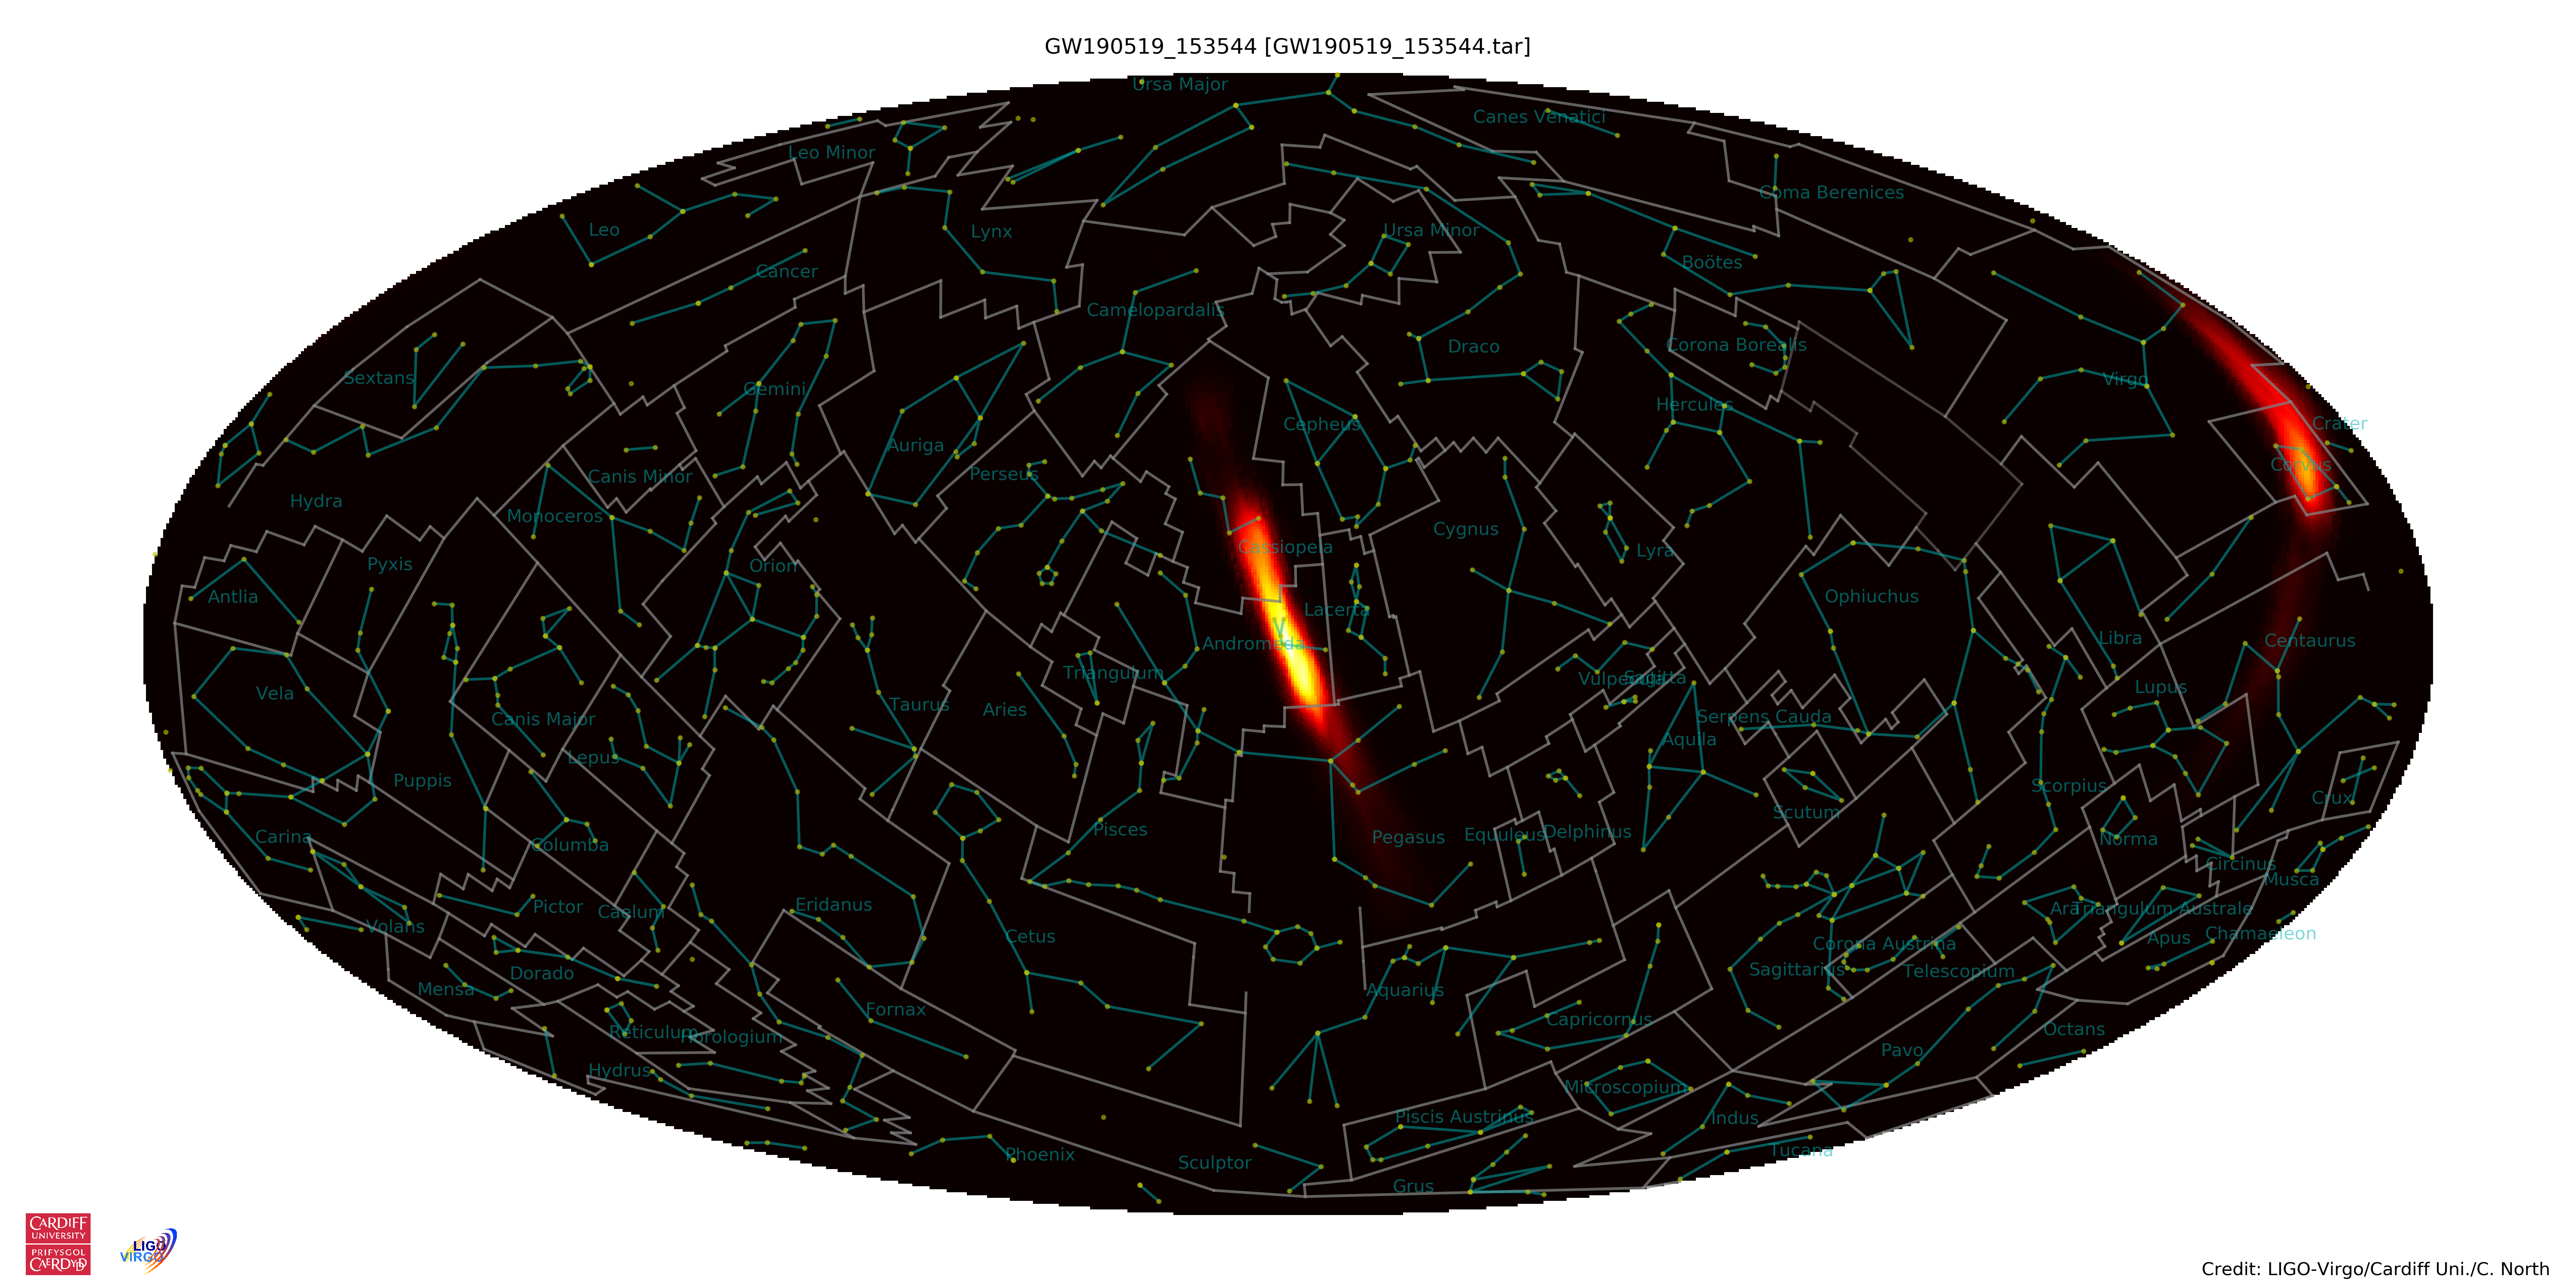 GW190519_153544 [GW190519_153544.tar]
Ursa Major
Canes Venatici
Leo Minor
Coma Berenices
Leo
Lynx
Ursa Minor
Boötes
Cancer
Camelopardalis
Draco
Corona Borealis
Sextans
Gemini
Virgo
Hercules
Cepheus
Crater
Auriga
Corvus
Perseus
Canis Minor
Hydra
Monoceros
Cygnus
Cassiopeia
Lyra
Pyxis
Orion
Antlia
Ophiuchus
Lacerta
Libra
Centaurus
Andromeda
Triangulum
Vulpecula
Sagitta
Lupus
Vela
Taurus
Aries
Canis Major
Serpens Cauda
Aquila
Lepus
Puppis
Scorpius
Crux
Scutum
Carina
Pisces
Pegasus
Equuleus
Delphinus
Norma
Columba
Circinus
Musca
Pictor
Caelum
Eridanus
Ara
Triangulum Australe
Volans
Cetus
Apus
Chamaeleon
Corona Austrina
Dorado
Sagittarius
Telescopium
Mensa
Aquarius
Fornax
Capricornus
Reticulum
Horologium
Octans
Pavo
Hydrus
Microscopium
Piscis Austrinus
Indus
Phoenix
Sculptor
Tucana
Grus
CARDIFF
UNIVERSITY
PRIFYSGOL
CAERDYDD
LIGO
VIRGO
Credit: LIGO-Virgo/Cardiff Uni./C. North